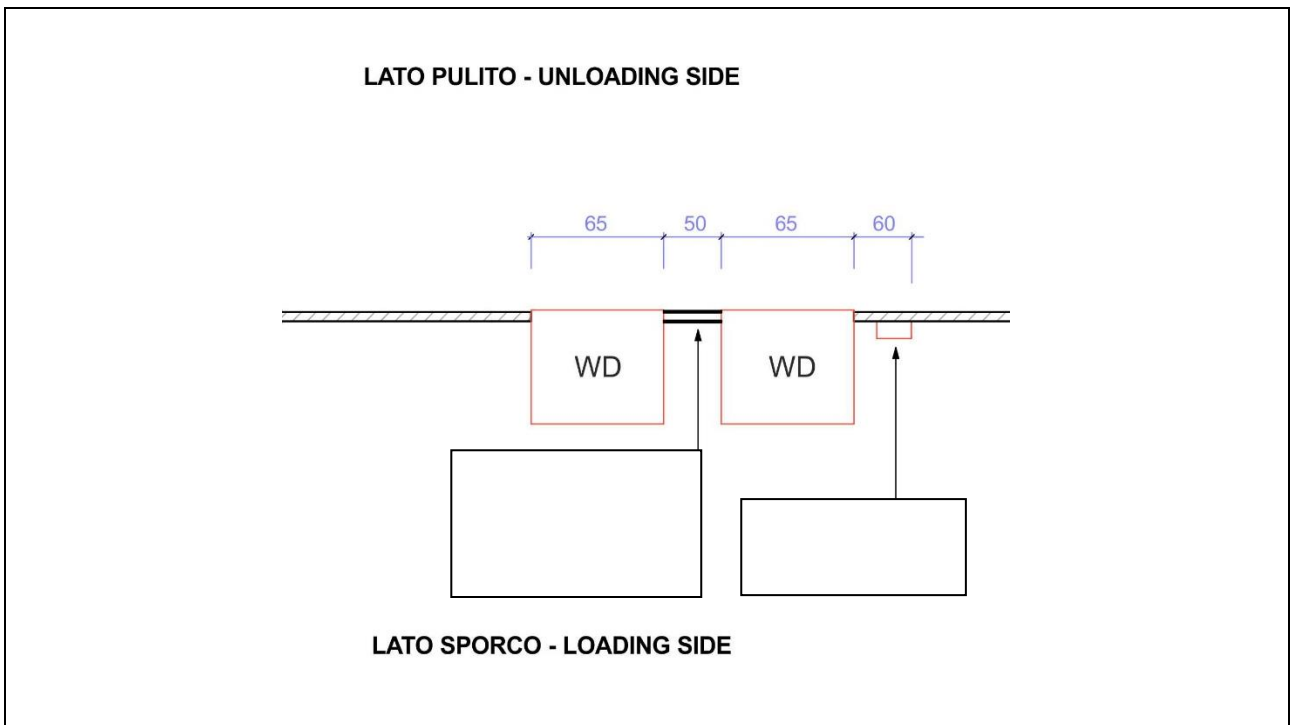 LATO PULITO - UNLOADING SIDE
65 50 65 60
WD WD
LATO SPORCO - LOADING SIDE